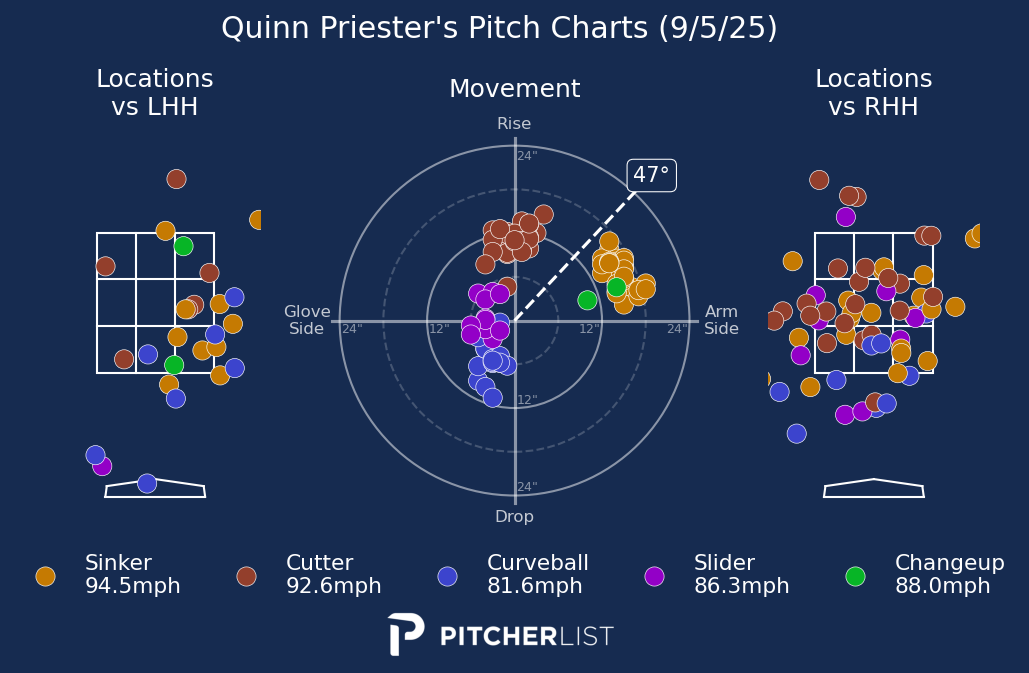 Quinn Priester's Pitch Charts (9/5/25)
Locations
vs LHH
Movement
Locations
vs RHH
Rise
24"
47°
12"
Glove
Side
24"
12"
12"
24"
Arm
Side
12"
24"
Drop
Sinker
94.5mph
Cutter
92.6mph
Curveball
81.6mph
Slider
86.3mph
Changeup
88.0mph
PITCHERLIST